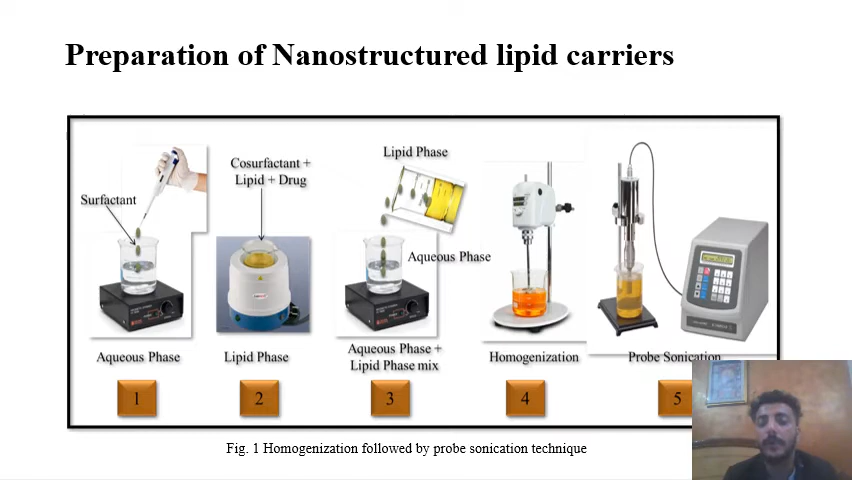 Preparation of Nanostructured lipid carriers
Surfactant
Cosurfactant +
Lipid + Drug
Lipid Phase
Aqueous Phase
Aqueous Phase
Lipid Phase
Aqueous Phase +
Lipid Phase mix
Homogenization
Probe Sonication
1
2
3
4
5
Fig. 1 Homogenization followed by probe sonication technique